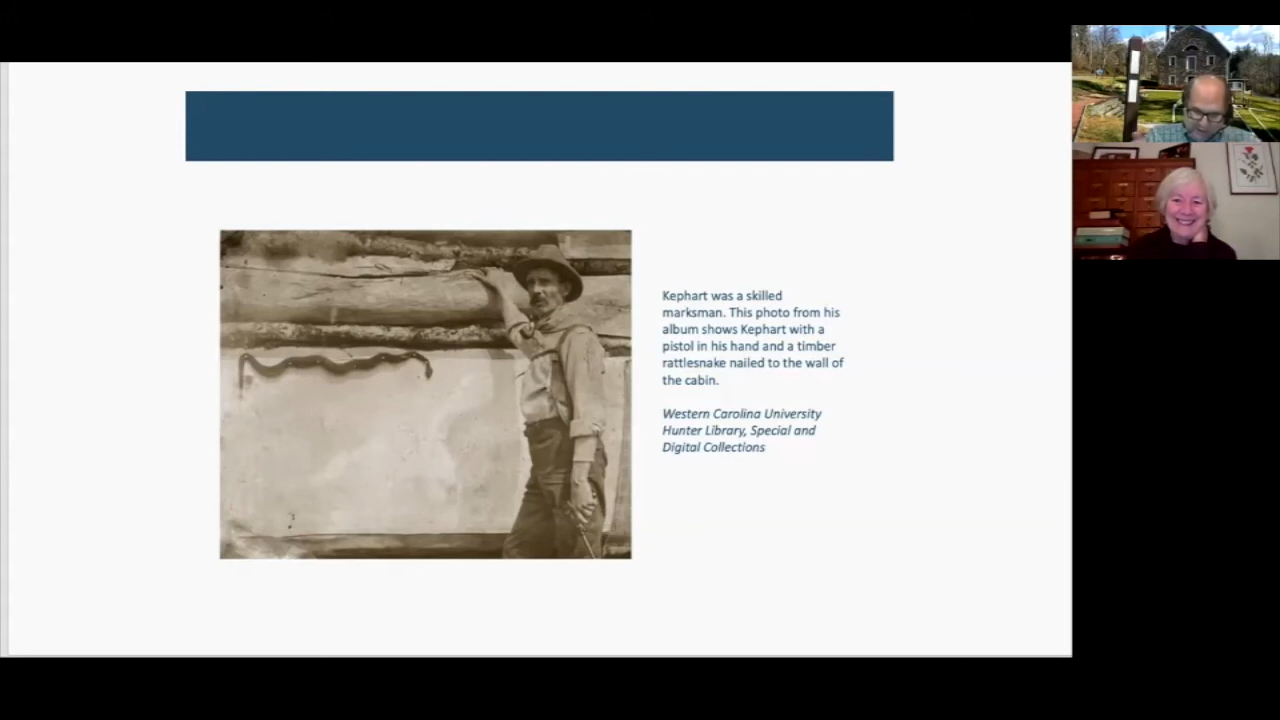 Kephart was a skilled
marksman. This photo from his
album shows Kephart with a
pistol in his hand and a timber
rattlesnake nailed to the wall of
the cabin.
Western Carolina University
Hunter Library, Special and
Digital Collections